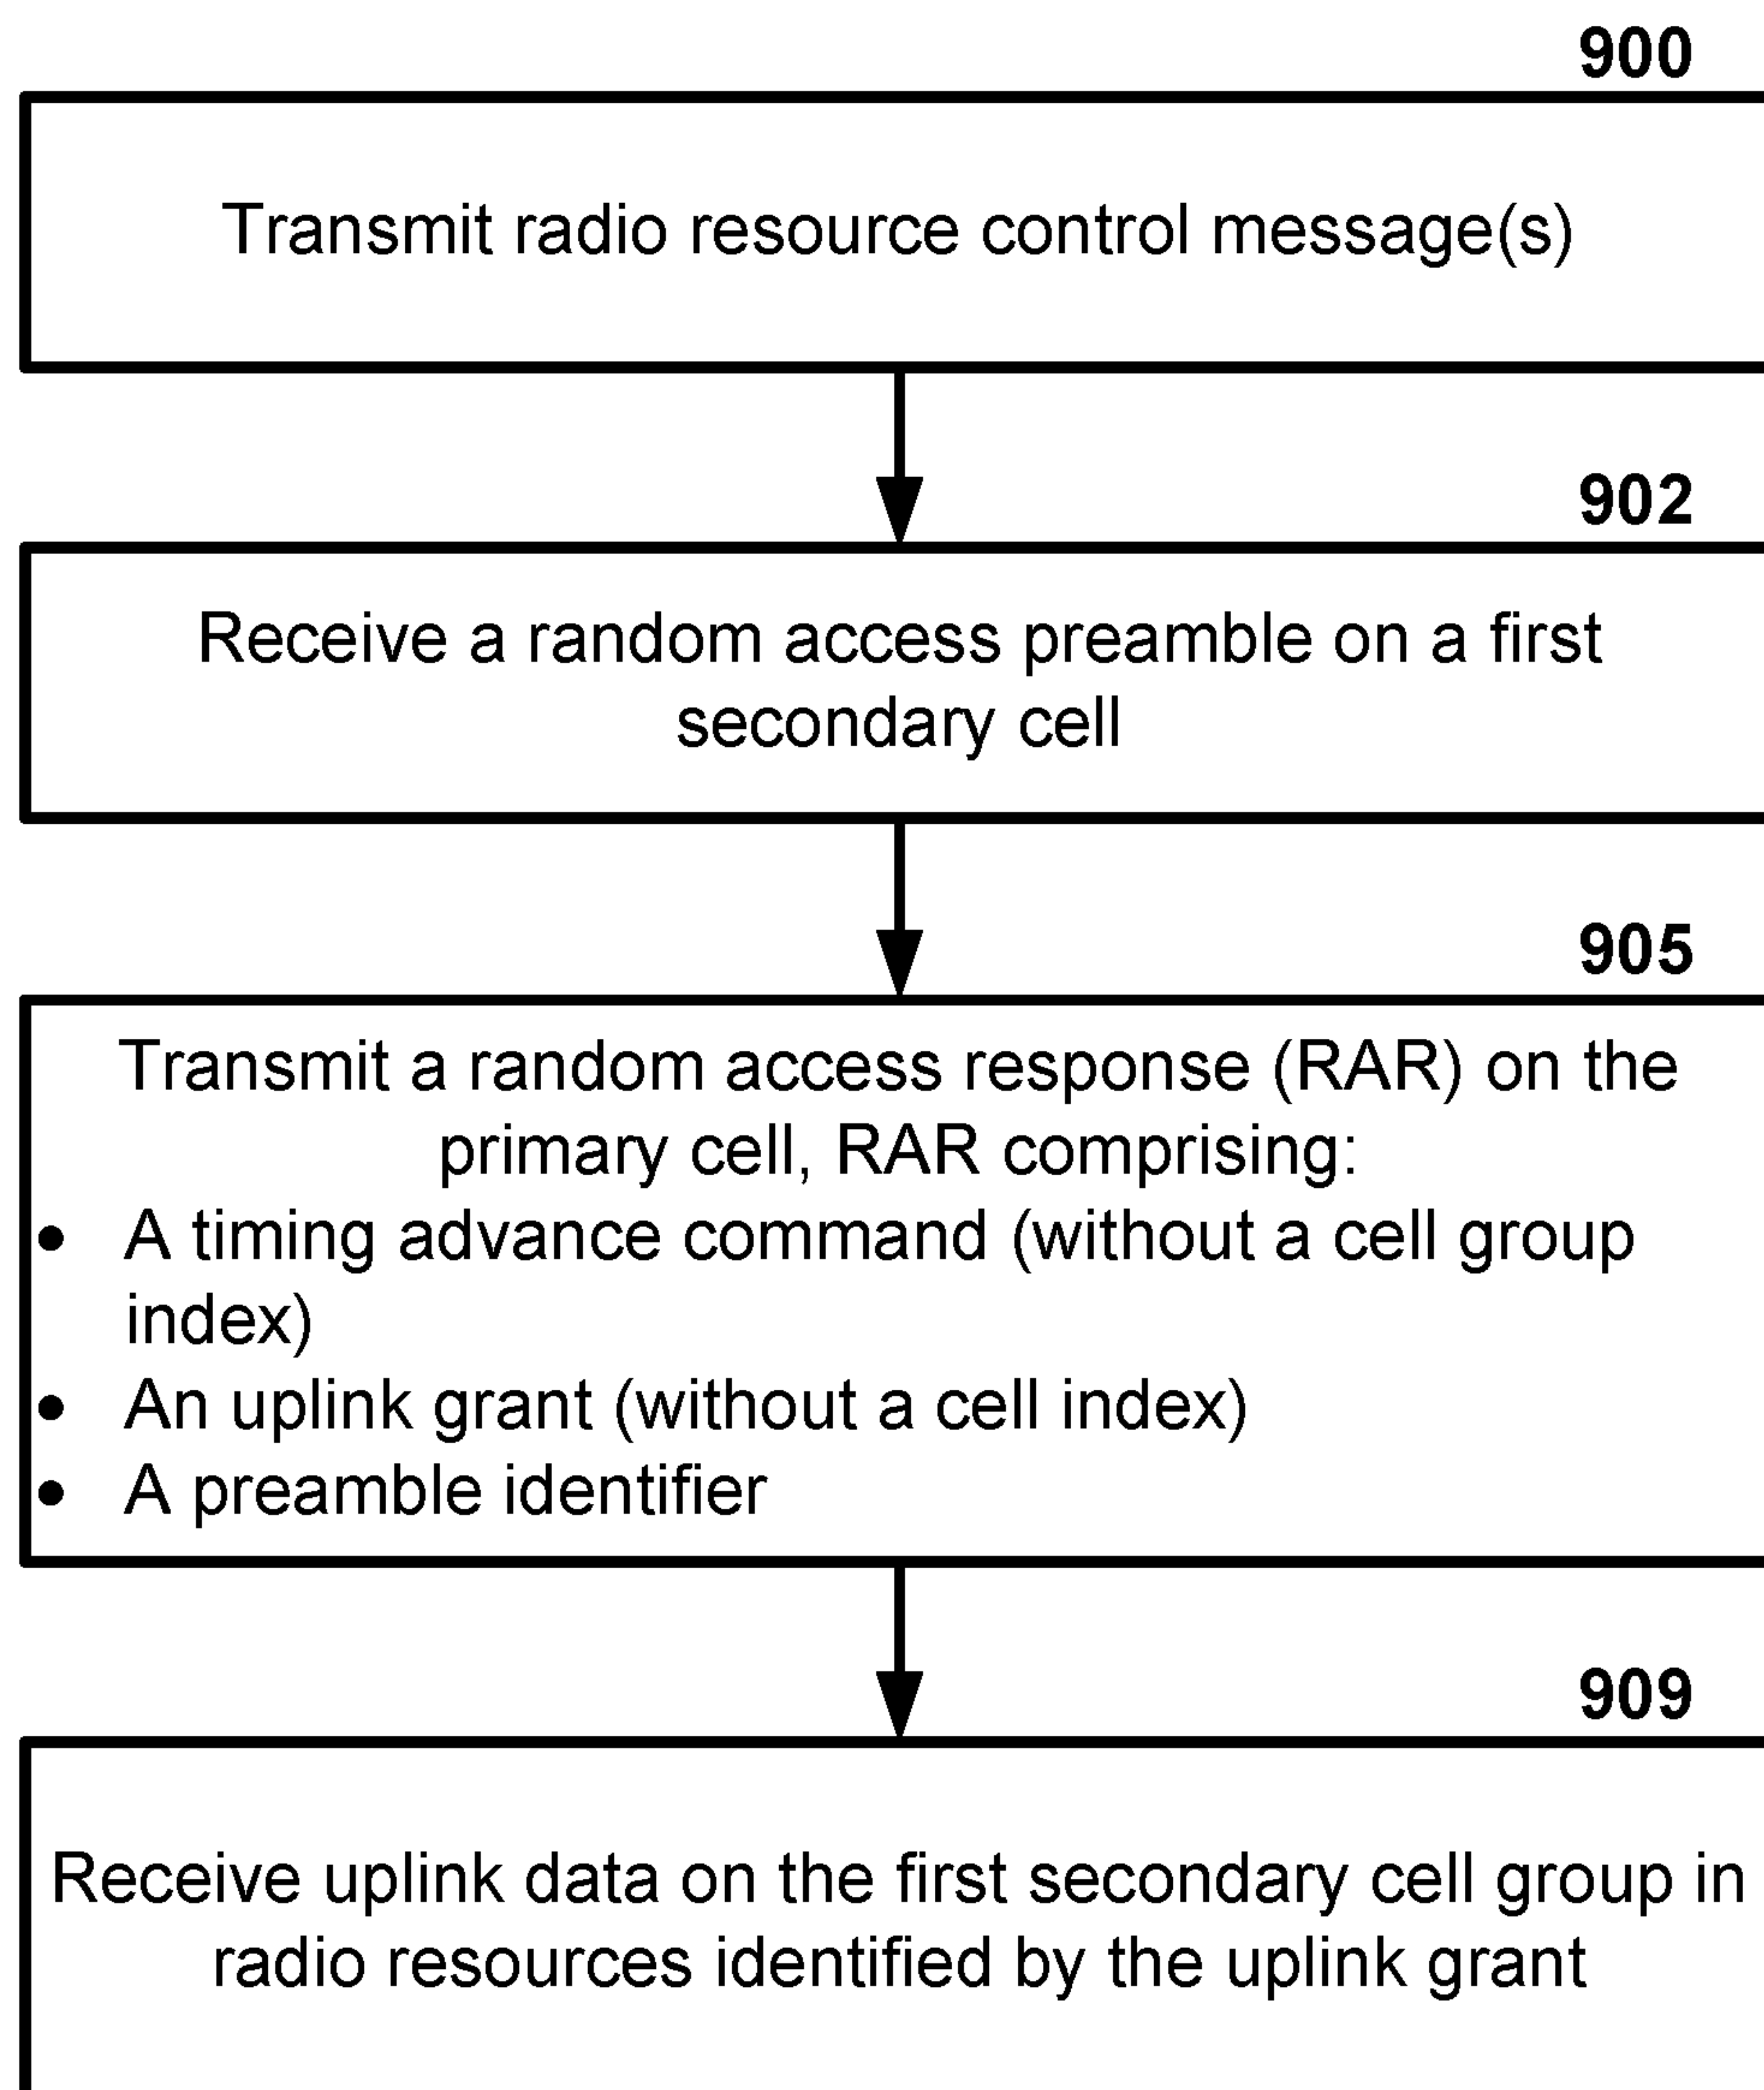 900
Transmit radio resource control message(s)
902
Receive a random access preamble on a first
secondary cell
905
Transmit a random access response (RAR) on the
primary cell, RAR comprising:
• A timing advance command (without a cell group
index)
• An uplink grant (without a cell index)
• A preamble identifier
909
Receive uplink data on the first secondary cell group in
radio resources identified by the uplink grant